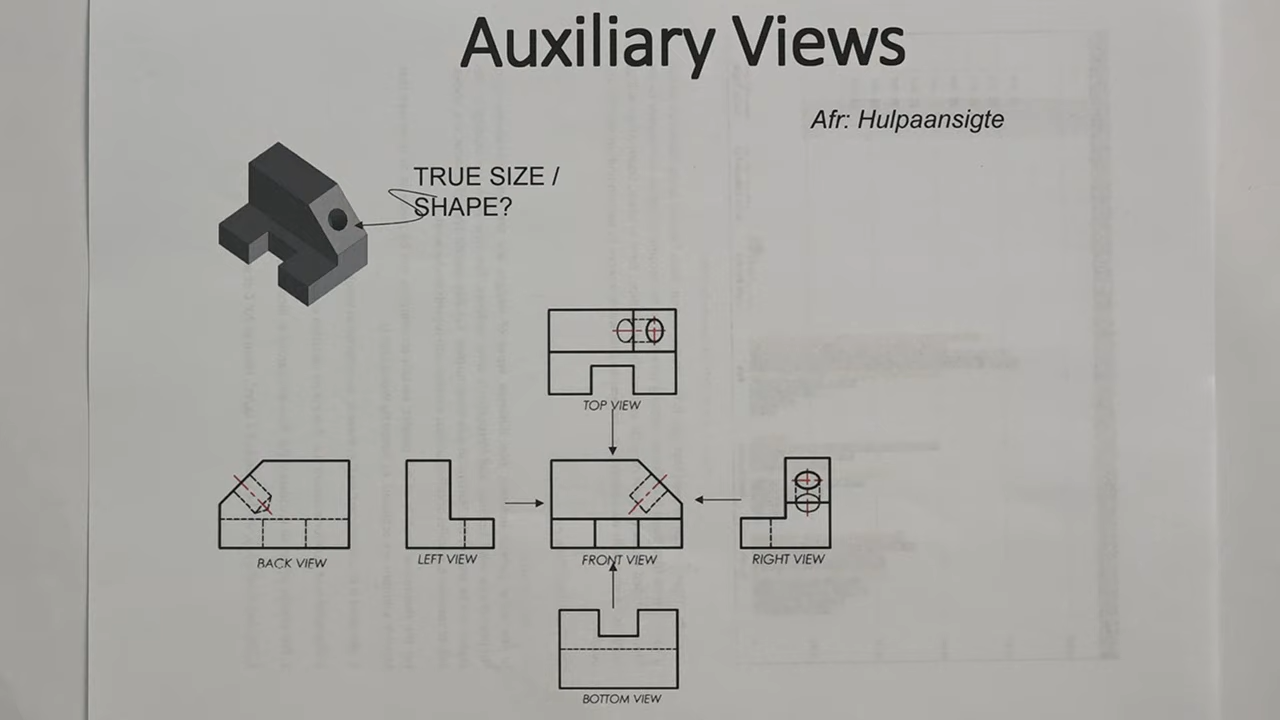 Auxiliary Views
Afr: Hulpaansigte
TRUE SIZE /
SHAPE?
TOP VIEW
BACK VIEW
LEFT VIEW
FRONT VIEW
RIGHT VIEW
BOTTOM VIEW